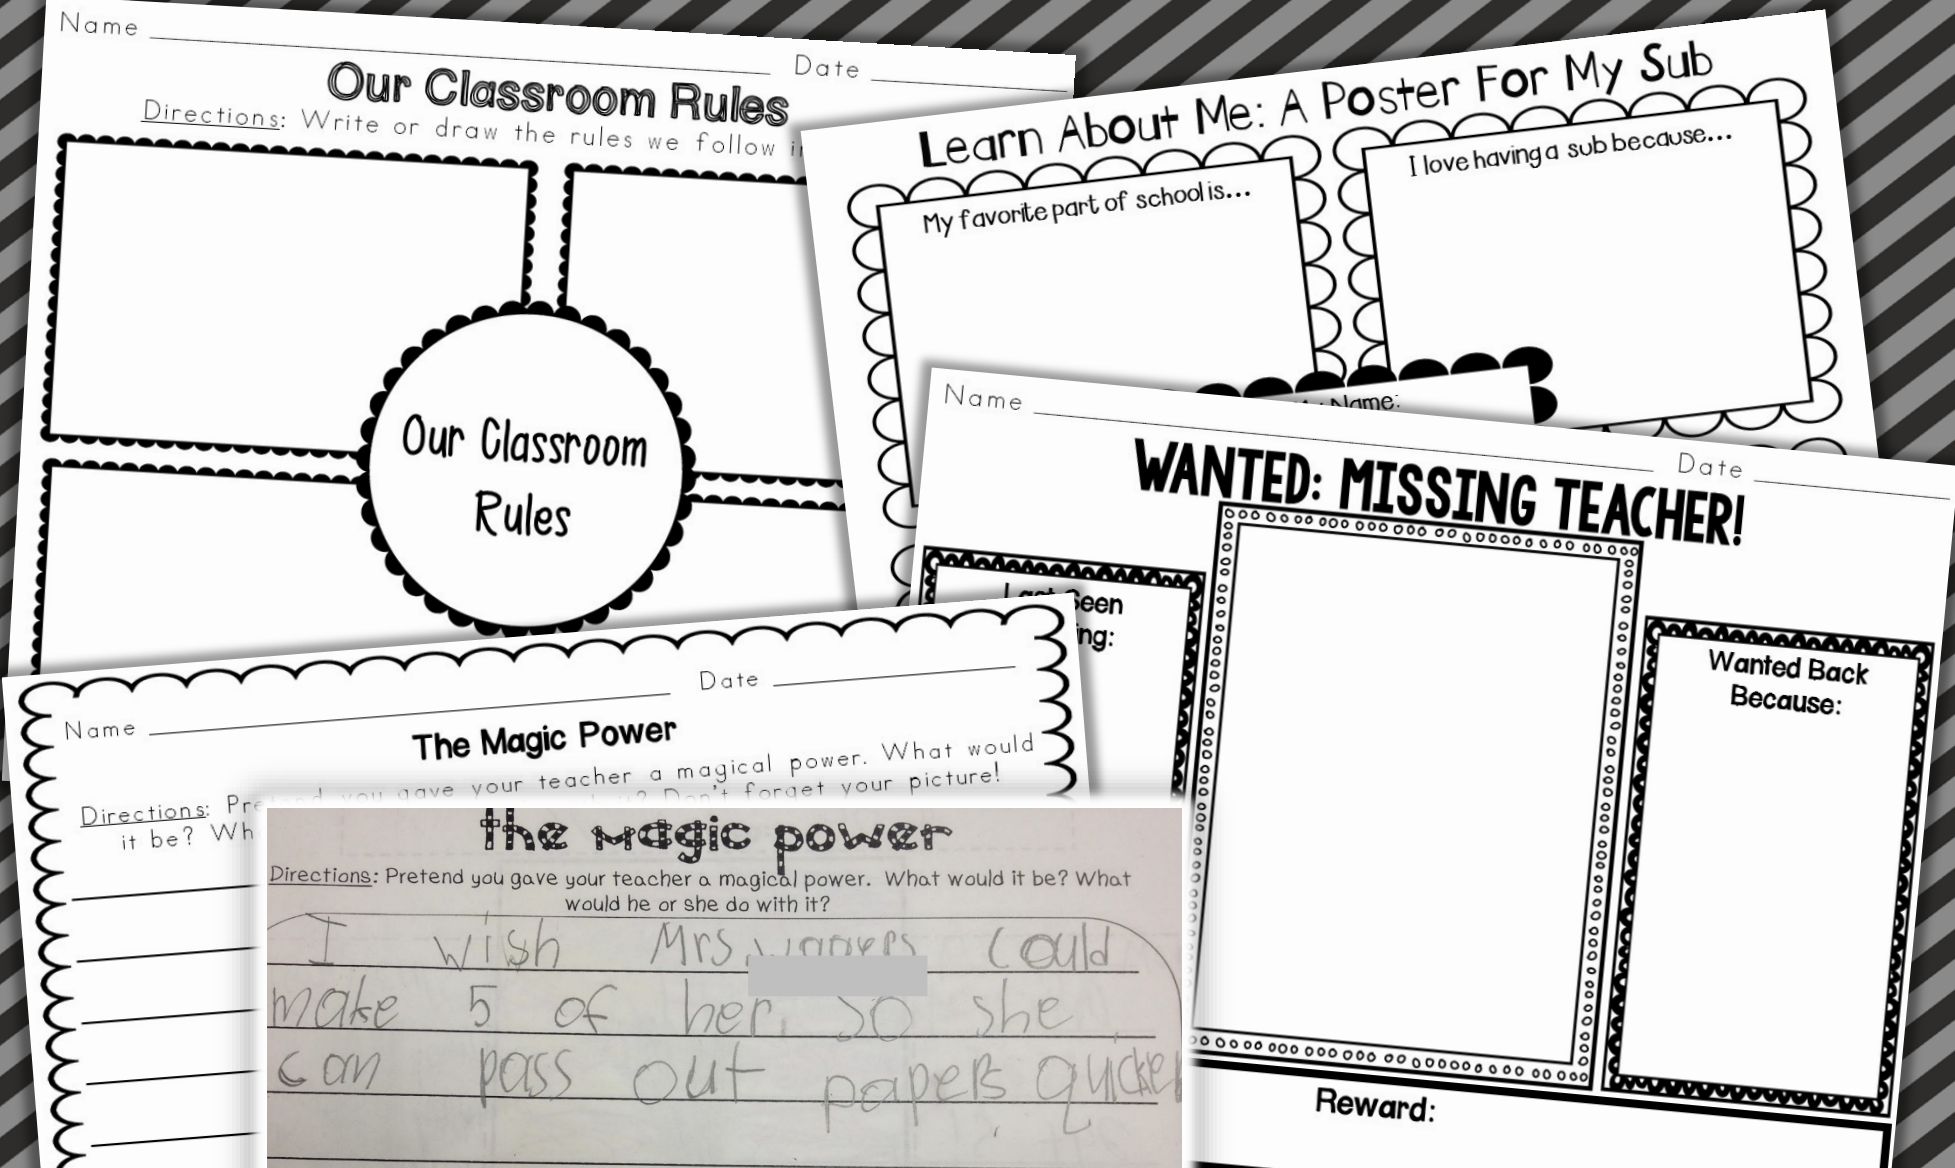 Name Date
Our Classroom Rules
Directions: Write or draw the rules we follow
Our Classroom
Rules
Learn About Me: A Poster For My Sub
My favorite part of school is...
I love having a sub because...
Name:
Name Date
WANTED: MISSING TEACHER!
Last Seen
Wanted Back
Because:
Reward:
Name Date
The Magic Power
Directions: Pretend you gave your teacher a magical power. What would
it be? Don't forget your picture!
the magic power
Directions: Pretend you gave your teacher a magical power. What would it be? What
would he or she do with it?
I wish Mrs. could
make 5 of her. so she
can pass out papers quicker